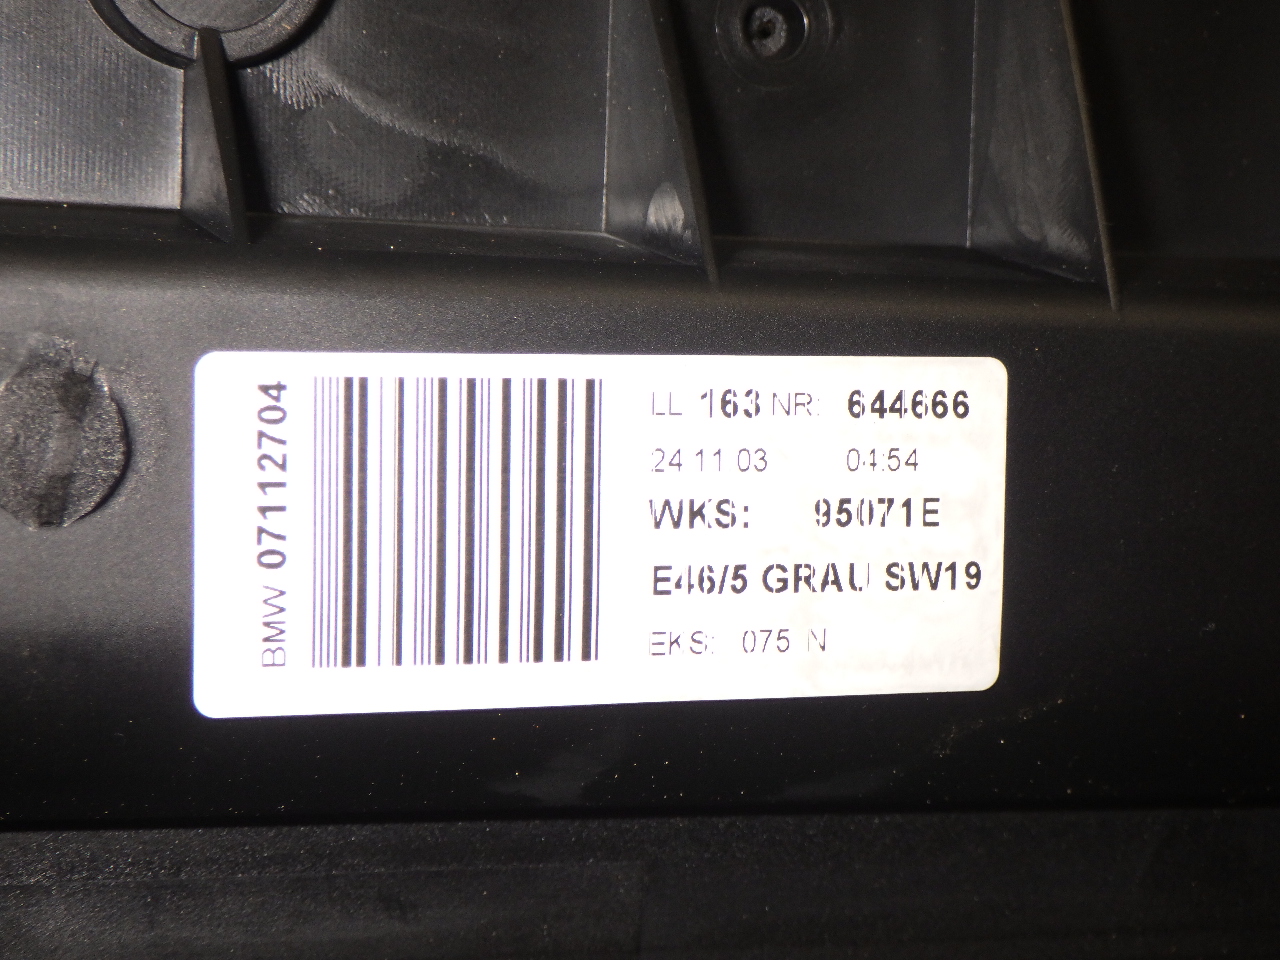 BMW 07112704
LL 163 NR: 644666
24 11 03 04:54
WKS: 95071E
E46/5 GRAU SW19
EKS: 075 N